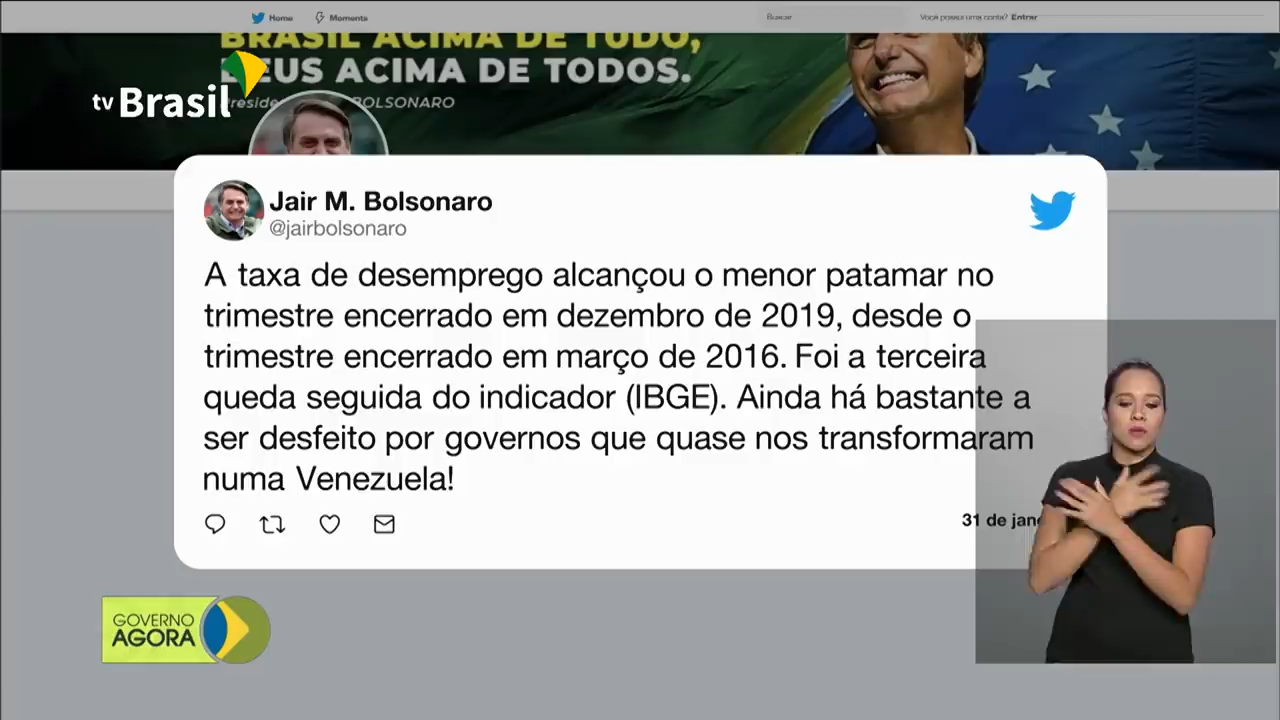 Home
Moments
Buscar
Você possui uma conta? Entrar
BRASIL ACIMA DE TUDO,
DEUS ACIMA DE TODOS.
BOLSONARO
tv Brasil
Jair M. Bolsonaro
@jairbolsonaro
A taxa de desemprego alcançou o menor patamar no
trimestre encerrado em dezembro de 2019, desde o
trimestre encerrado em março de 2016. Foi a terceira
queda seguida do indicador (IBGE). Ainda há bastante a
ser desfeito por governos que quase nos transformaram
numa Venezuela!
31 de
GOVERNO
AGORA